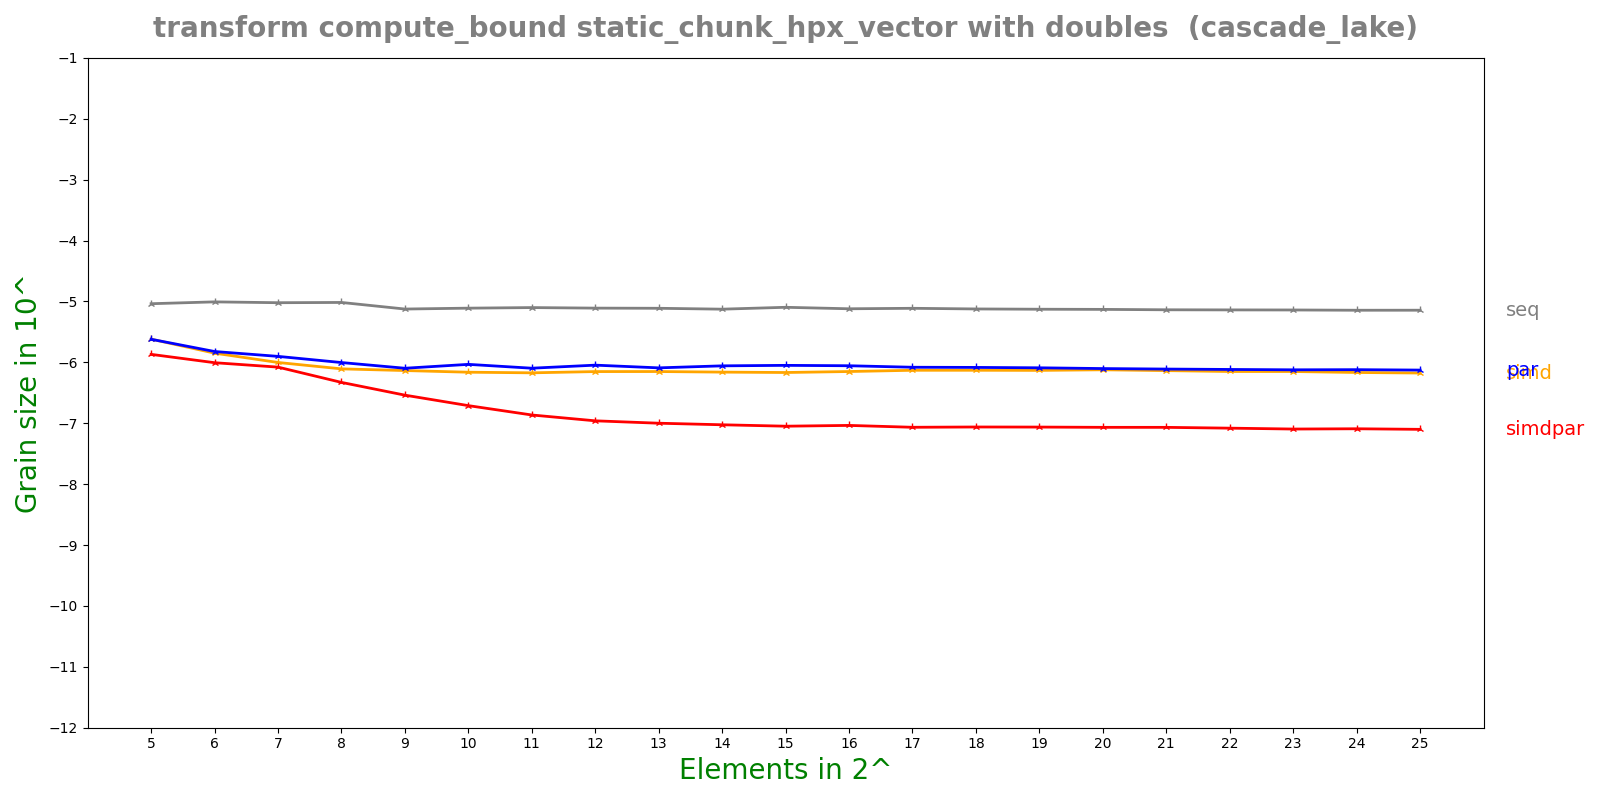 transform compute_bound static_chunk_hpx_vector with doubles (cascade_lake)
Grain size in 10^
−1
−2
−3
−4
−5
−6
−7
−8
−9
−10
−11
−12
seq
par
simd
simdpar
5 6 7 8 9 10 11 12 13 14 15 16 17 18 19 20 21 22 23 24 25
Elements in 2^